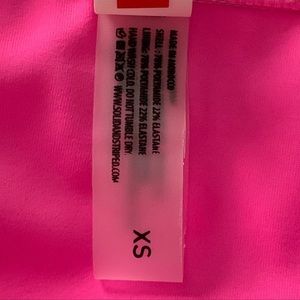 MADE IN MOROCCO
SHELL: 78% POLYAMIDE 22% ELASTANE
LINING: 78% POLYAMIDE 22% ELASTANE
HAND WASH COLD. DO NOT TUMBLE DRY.
WWW.SOLIDANDSTRIPED.COM
XS